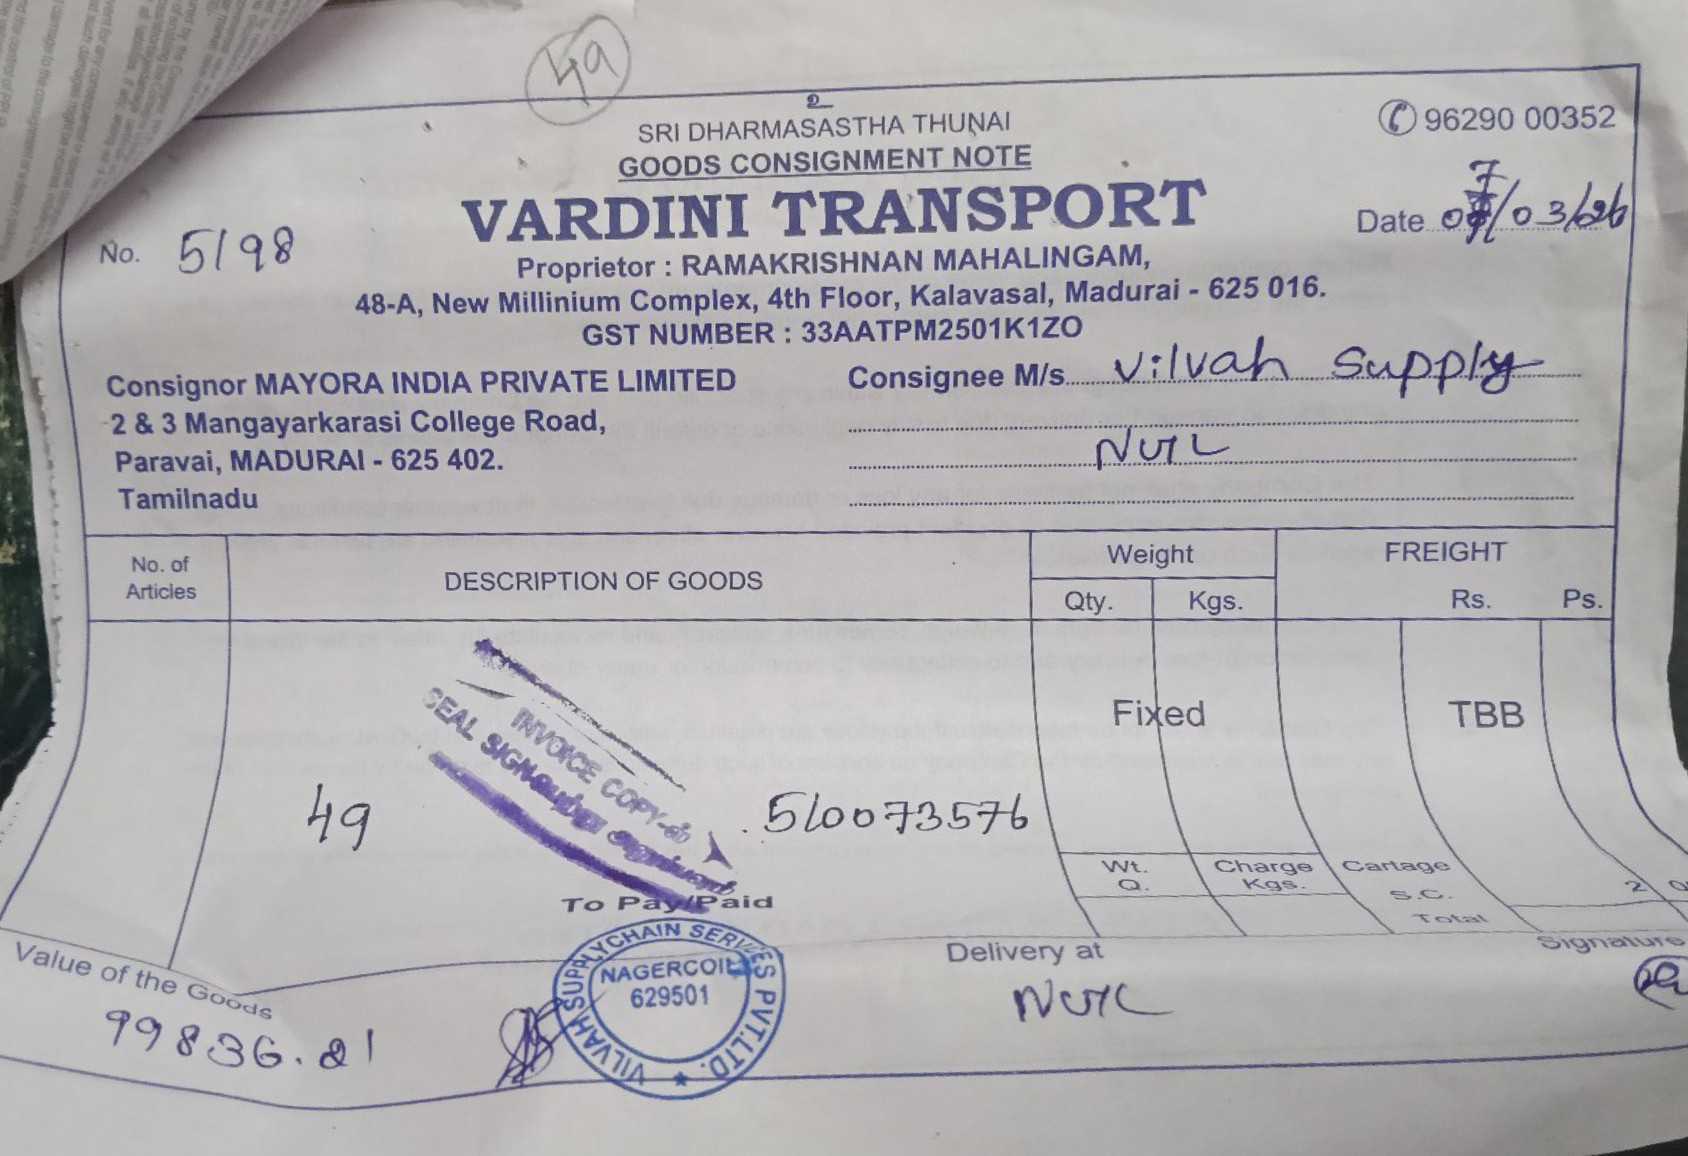 49
உ
SRI DHARMASASTHA THUNAI
GOODS CONSIGNMENT NOTE
✆ 96290 00352
VARDINI TRANSPORT
No. 5198
Date 07/03/26
Proprietor : RAMAKRISHNAN MAHALINGAM,
48-A, New Millinium Complex, 4th Floor, Kalavasal, Madurai - 625 016.
GST NUMBER : 33AATPM2501K1ZO
Consignor MAYORA INDIA PRIVATE LIMITED
2 & 3 Mangayarkarasi College Road,
Paravai, MADURAI - 625 402.
Tamilnadu
Consignee M/s Vilvah Supply
No. of Articles
DESCRIPTION OF GOODS
Weight
Qty. Kgs.
FREIGHT
Rs. Ps.
Fixed
TBB
INVOICE COPY-ல்
SEAL SIGN
49
510073576
To Pay/Paid
Wt. Q.
Charge Kgs.
Cartage
S.C.
Total
Value of the Goods
99836.21
VILVAH SUPPLYCHAIN SERVICES PVT.LTD.
NAGERCOIL
629501
Delivery at
Signature